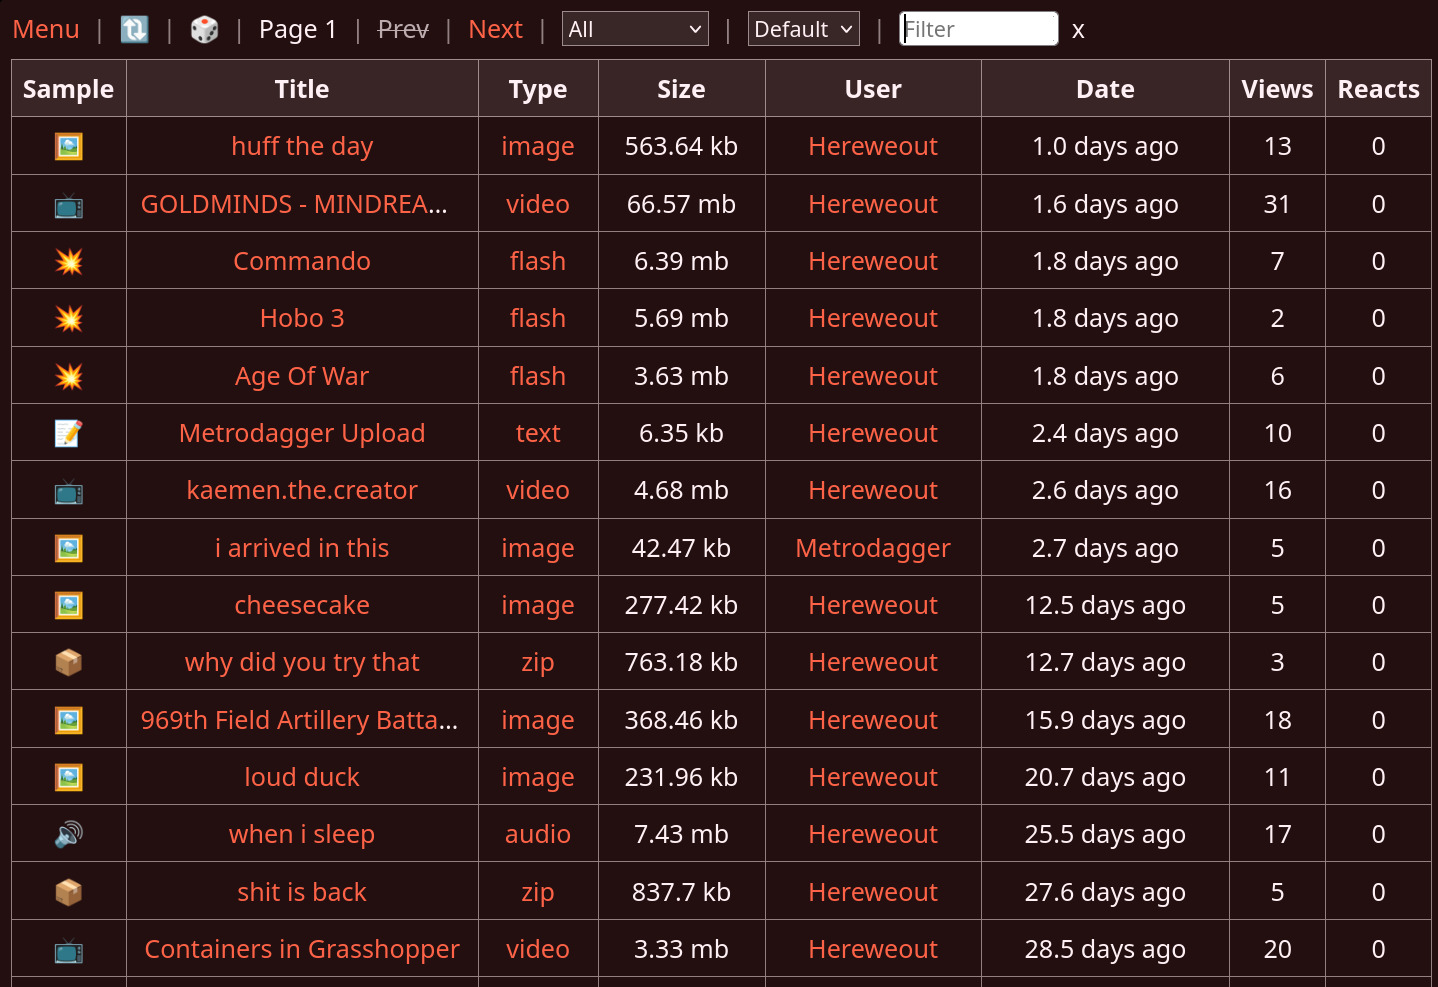 Menu | 🔃 | 🎲 | Page 1 | Prev | Next | All | Default | Filter x
Sample Title Type Size User Date Views Reacts
🖼️ huff the day image 563.64 kb Hereweout 1.0 days ago 13 0
📺 GOLDMINDS - MINDREA... video 66.57 mb Hereweout 1.6 days ago 31 0
💥 Commando flash 6.39 mb Hereweout 1.8 days ago 7 0
💥 Hobo 3 flash 5.69 mb Hereweout 1.8 days ago 2 0
💥 Age Of War flash 3.63 mb Hereweout 1.8 days ago 6 0
📝 Metrodagger Upload text 6.35 kb Hereweout 2.4 days ago 10 0
📺 kaemen.the.creator video 4.68 mb Hereweout 2.6 days ago 16 0
🖼️ i arrived in this image 42.47 kb Metrodagger 2.7 days ago 5 0
🖼️ cheesecake image 277.42 kb Hereweout 12.5 days ago 5 0
📦 why did you try that zip 763.18 kb Hereweout 12.7 days ago 3 0
🖼️ 969th Field Artillery Batta... image 368.46 kb Hereweout 15.9 days ago 18 0
🖼️ loud duck image 231.96 kb Hereweout 20.7 days ago 11 0
🔊 when i sleep audio 7.43 mb Hereweout 25.5 days ago 17 0
📦 shit is back zip 837.7 kb Hereweout 27.6 days ago 5 0
📺 Containers in Grasshopper video 3.33 mb Hereweout 28.5 days ago 20 0